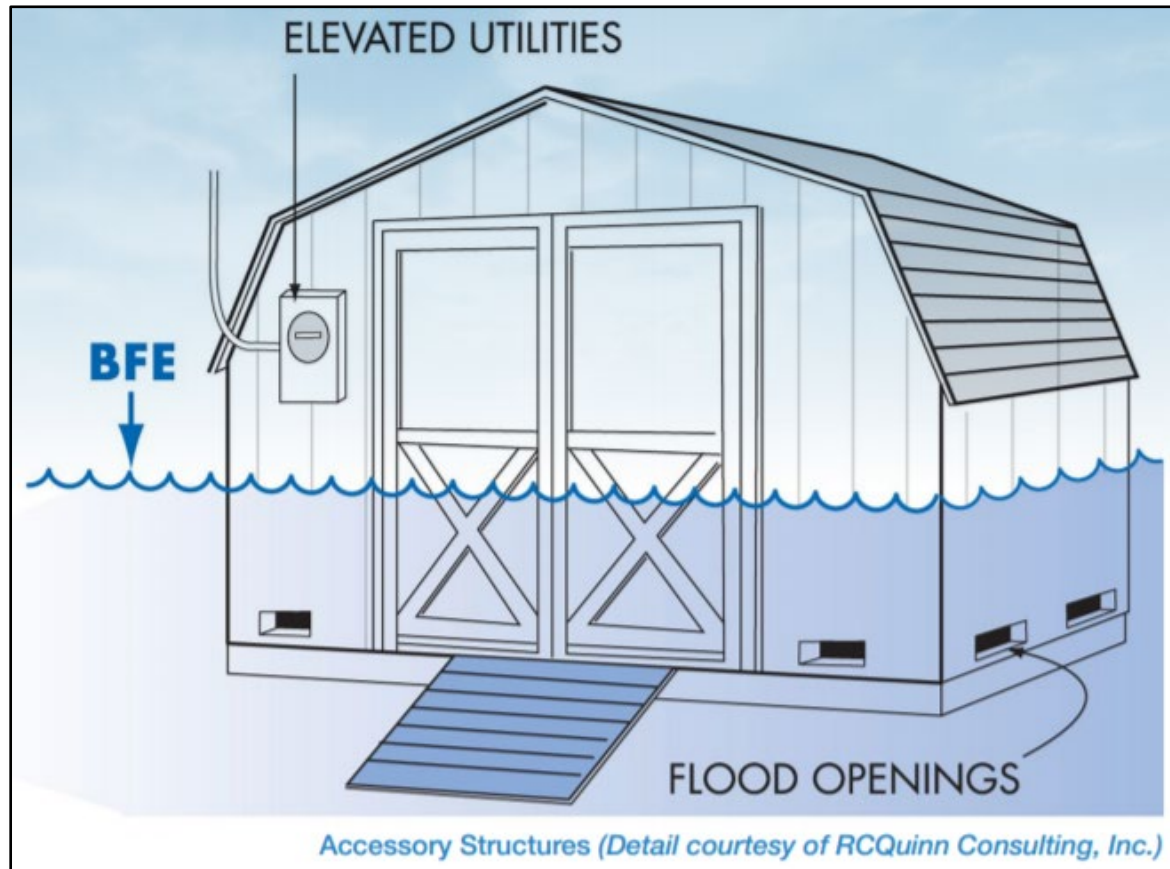 ELEVATED UTILITIES
BFE
FLOOD OPENINGS
Accessory Structures (Detail courtesy of RCQuinn Consulting, Inc.)